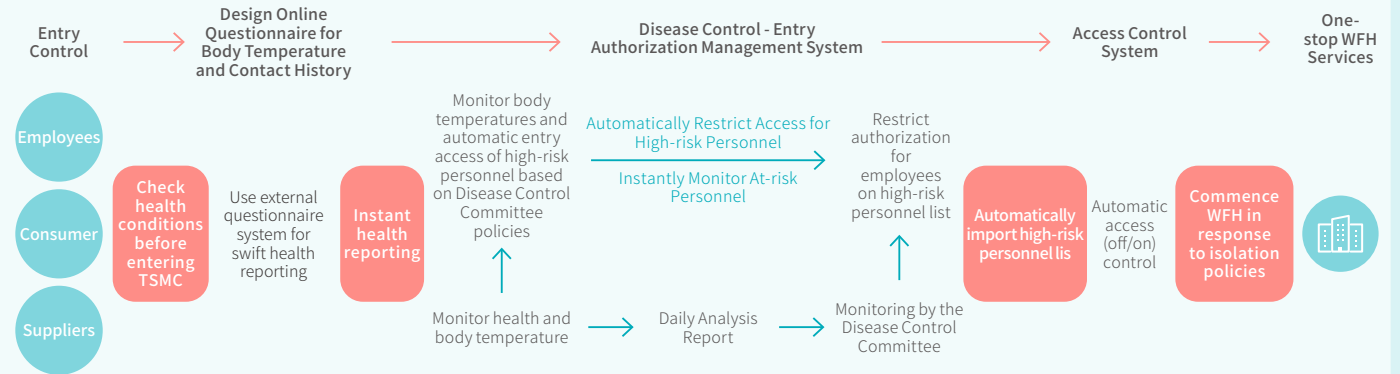 Entry
Control
Design Online
Questionnaire for
Body Temperature
and Contact History
Disease Control - Entry
Authorization Management System
Access Control
System
One-
stop WFH
Services
Employees
Consumer
Suppliers
Check
health
conditions
before
entering
TSMC
Use external
questionnaire
system for
swift health
reporting
Instant
health
reporting
Monitor body
temperatures and
automatic entry
access of high-risk
personnel based
on Disease Control
Committee
policies
Automatically Restrict Access for
High-risk Personnel
Instantly Monitor At-risk
Personnel
Restrict
authorization
for
employees
on high-risk
personnel list
Monitor health and
body temperature
Daily Analysis
Report
Monitoring by the
Disease Control
Committee
Automatically
import high-risk
personnel lis
Automatic
access
(off/on)
control
Commence
WFH in
response
to isolation
policies